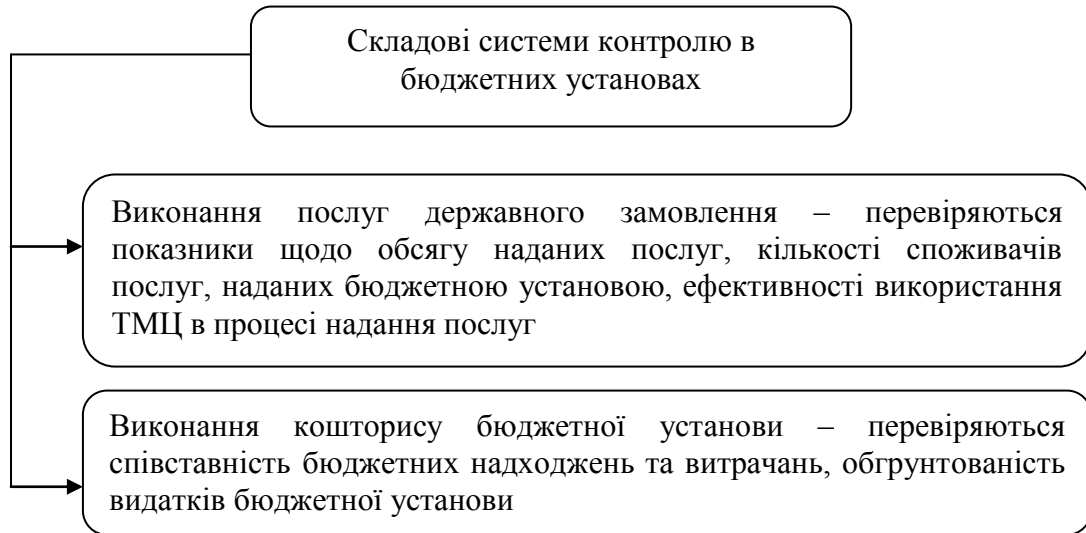 Складові системи контролю в
бюджетних установах
Виконання послуг державного замовлення – перевіряються
показники щодо обсягу наданих послуг, кількості споживачів
послуг, наданих бюджетною установою, ефективності використання
ТМЦ в процесі надання послуг
Виконання кошторису бюджетної установи – перевіряються
співставність бюджетних надходжень та витрачань, обгрунтованість
видатків бюджетної установи